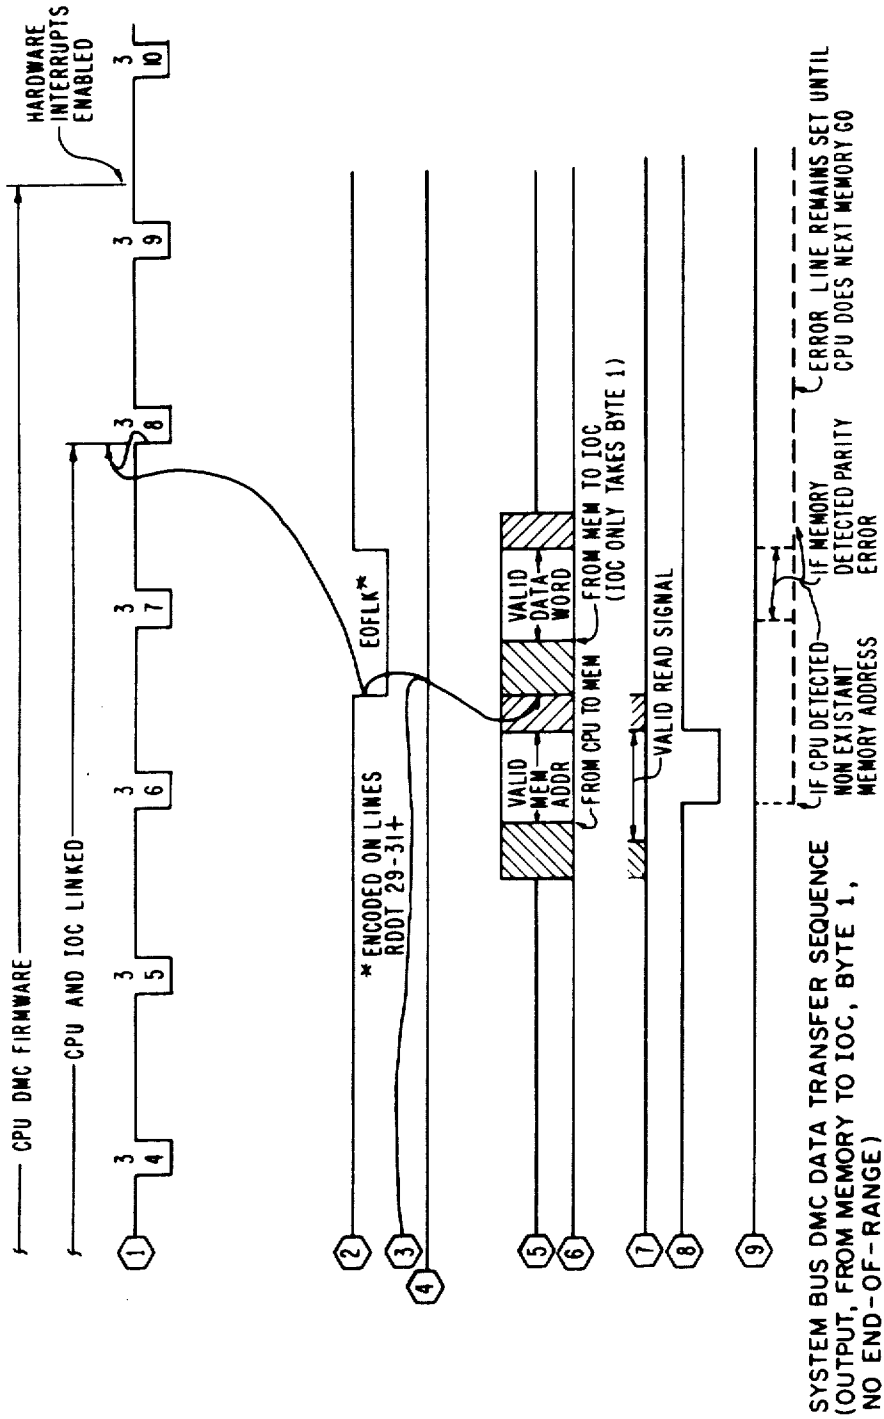 CPU DMC FIRMWARE
HARDWARE
INTERRUPTS
ENABLED
CPU AND IOC LINKED
1
3
4
3
5
3
6
3
7
3
8
3
9
3
10
2
EOFLK*
3
* ENCODED ON LINES
RDDT 29-31+
4
5
VALID
MEM
ADDR
VALID
DATA
WORD
6
FROM CPU TO MEM
FROM MEM TO IOC
(IOC ONLY TAKES BYTE 1)
7
VALID READ SIGNAL
8
9
IF CPU DETECTED
NON EXISTANT
MEMORY ADDRESS
IF MEMORY
DETECTED PARITY
ERROR
ERROR LINE REMAINS SET UNTIL
CPU DOES NEXT MEMORY GO
SYSTEM BUS DMC DATA TRANSFER SEQUENCE
(OUTPUT, FROM MEMORY TO IOC, BYTE 1,
NO END-OF-RANGE)